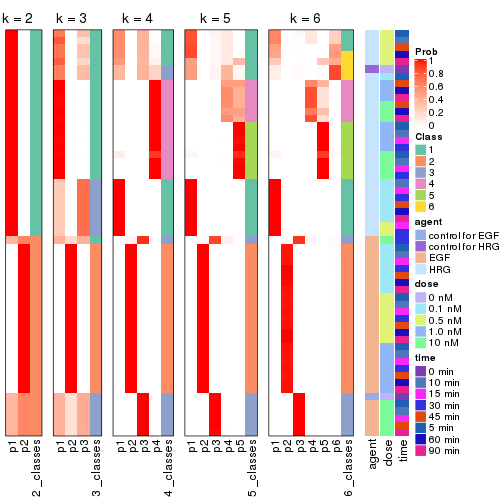 k = 2 k = 3 k = 4 k = 5 k = 6
Prob
1
0.8
0.6
0.4
0.2
0
Class
1
2
3
4
5
6
agent
control for EGF
control for HRG
EGF
HRG
dose
0 nM
0.1 nM
0.5 nM
1.0 nM
10 nM
time
0 min
10 min
15 min
30 min
45 min
5 min
60 min
90 min
p1 p2 2_classes p1 p2 p3 3_classes p1 p2 p3 p4 4_classes p1 p2 p3 p4 p5 5_classes p1 p2 p3 p4 p5 p6 6_classes agent dose time